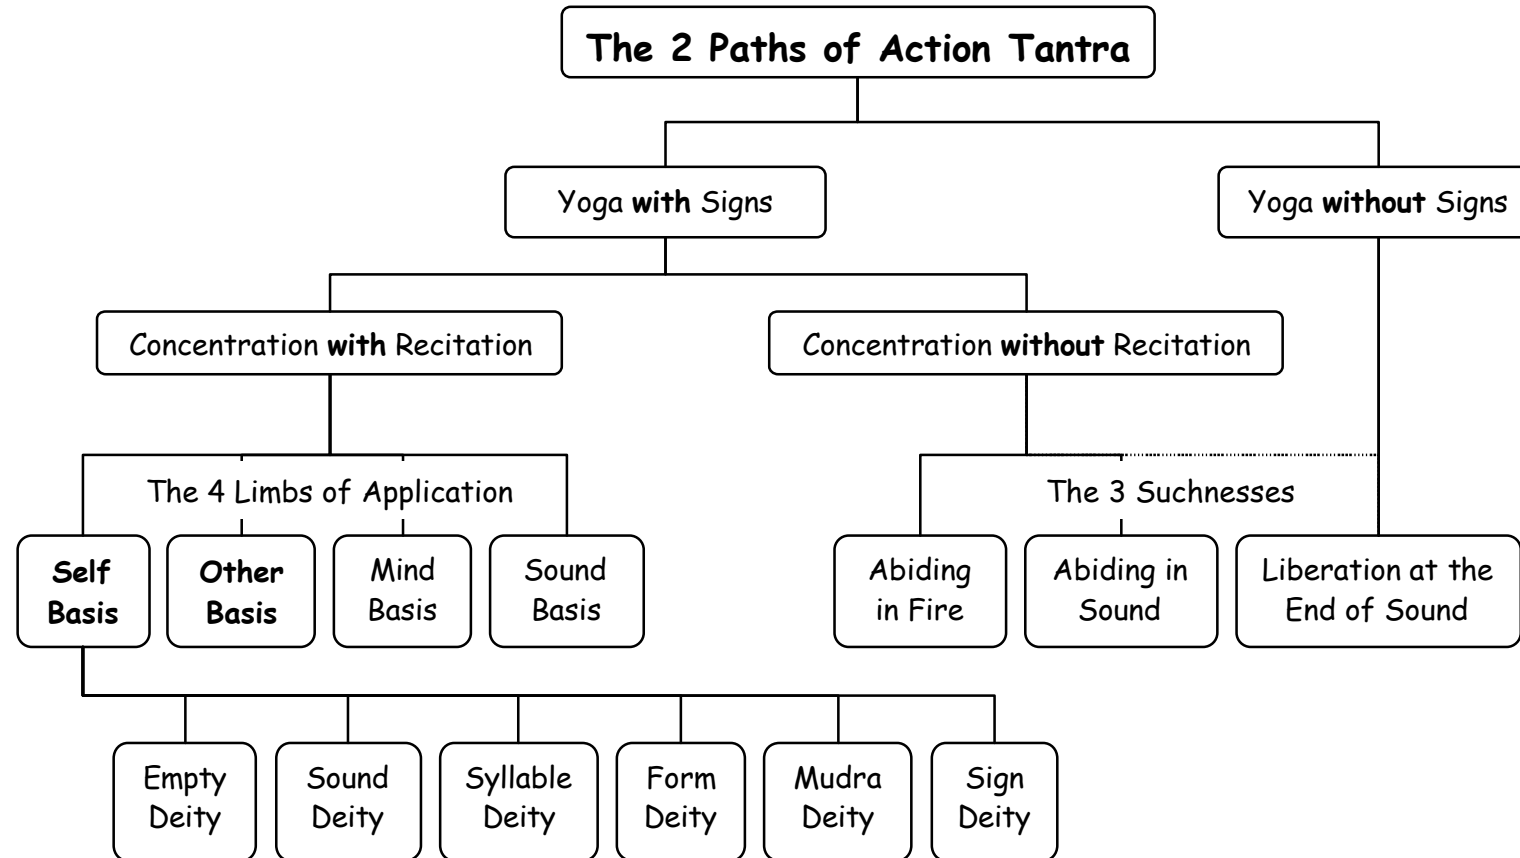 The 2 Paths of Action Tantra
Yoga with Signs
Yoga without Signs
Concentration with Recitation
Concentration without Recitation
The 4 Limbs of Application
The 3 Suchnesses
Self
Basis
Other
Basis
Mind
Basis
Sound
Basis
Abiding
in Fire
Abiding in
Sound
Liberation at the
End of Sound
Empty
Deity
Sound
Deity
Syllable
Deity
Form
Deity
Mudra
Deity
Sign
Deity